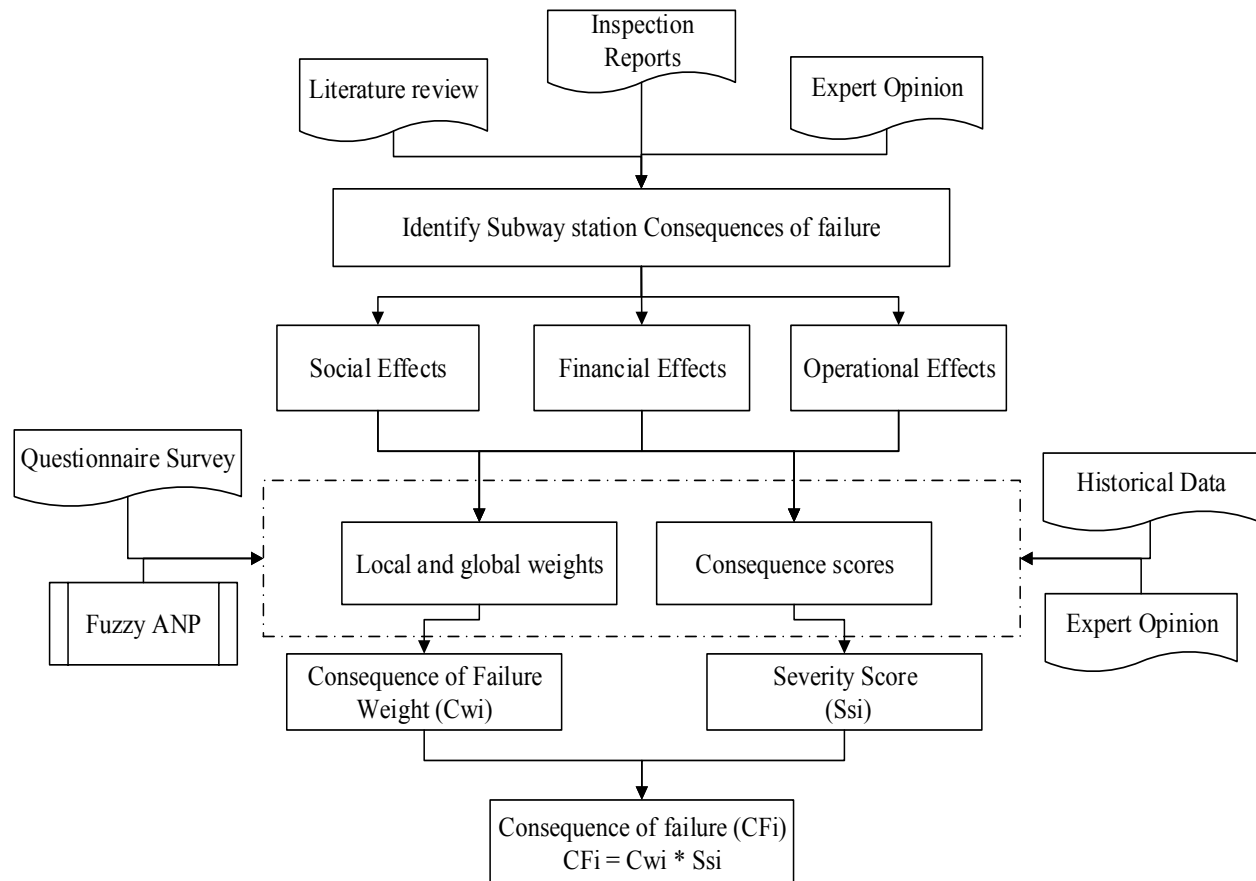 Inspection
Reports
Literature review
Expert Opinion
Identify Subway station Consequences of failure
Social Effects
Financial Effects
Operational Effects
Questionnaire Survey
Historical Data
Local and global weights
Consequence scores
Fuzzy ANP
Expert Opinion
Consequence of Failure
Weight (Cwi)
Severity Score
(Ssi)
Consequence of failure (CFi)
CFi = Cwi * Ssi